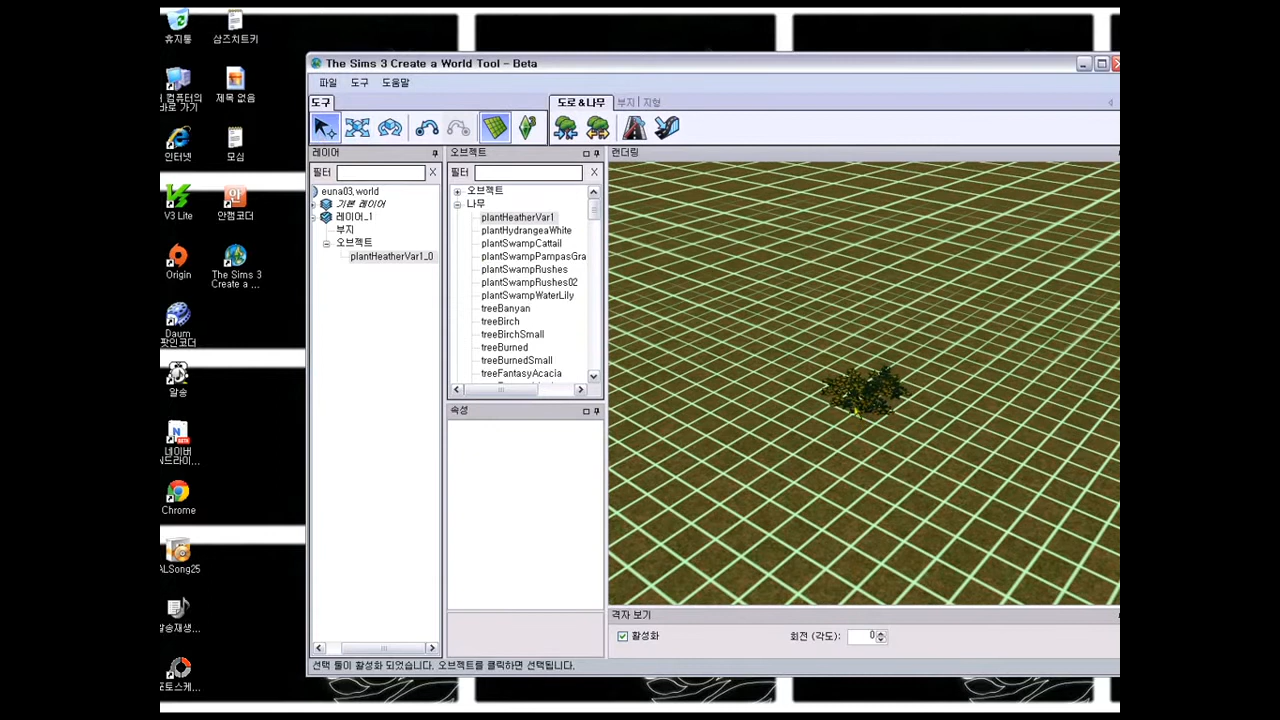 휴지통
삼즈치트키
컴퓨터의
바로 가기
제목 없음
인터넷
모심
V3 Lite
안
안캠코더
Origin
The Sims 3
Create a ...
Daum
팟인코더
알송
N
BETA
네이버
N드라이...
Chrome
ALSong25
알송재생...
포토스케...
The Sims 3 Create a World Tool - Beta
파일 도구 도움말
도구
도로 & 나무 부지 지형
레이어
오브젝트
렌더링
필터 X
필터 X
euna03.world
기본 레이어
레이어_1
부지
오브젝트
plantHeatherVar1_0
오브젝트
나무
plantHeatherVar1
plantHydrangeaWhite
plantSwampCattail
plantSwampPampasGra
plantSwampRushes
plantSwampRushes02
plantSwampWaterLily
treeBanyan
treeBirch
treeBirchSmall
treeBurned
treeBurnedSmall
treeFantasyAcacia
속성
격자 보기
활성화
회전 (각도): 0
선택 툴이 활성화 되었습니다. 오브젝트를 클릭하면 선택됩니다.